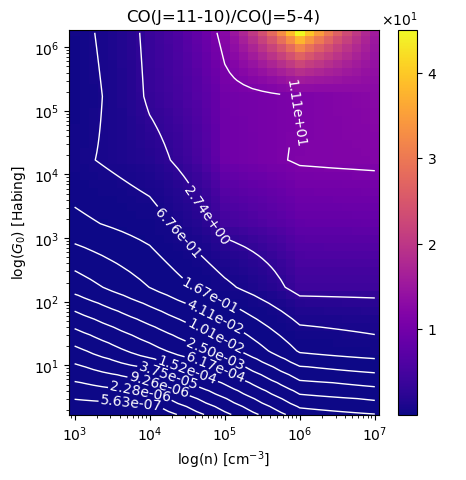 CO(J=11-10)/CO(J=5-4)
×10¹
10⁶
10⁵
10⁴
10³
10²
10¹
log(G₀) [Habing]
1.11e+01
2.74e+00
6.76e-01
1.67e-01
4.11e-02
1.01e-02
2.50e-03
6.17e-04
1.52e-04
3.75e-05
9.26e-06
2.28e-06
5.63e-07
10³
10⁴
10⁵
10⁶
10⁷
log(n) [cm⁻³]
4
3
2
1